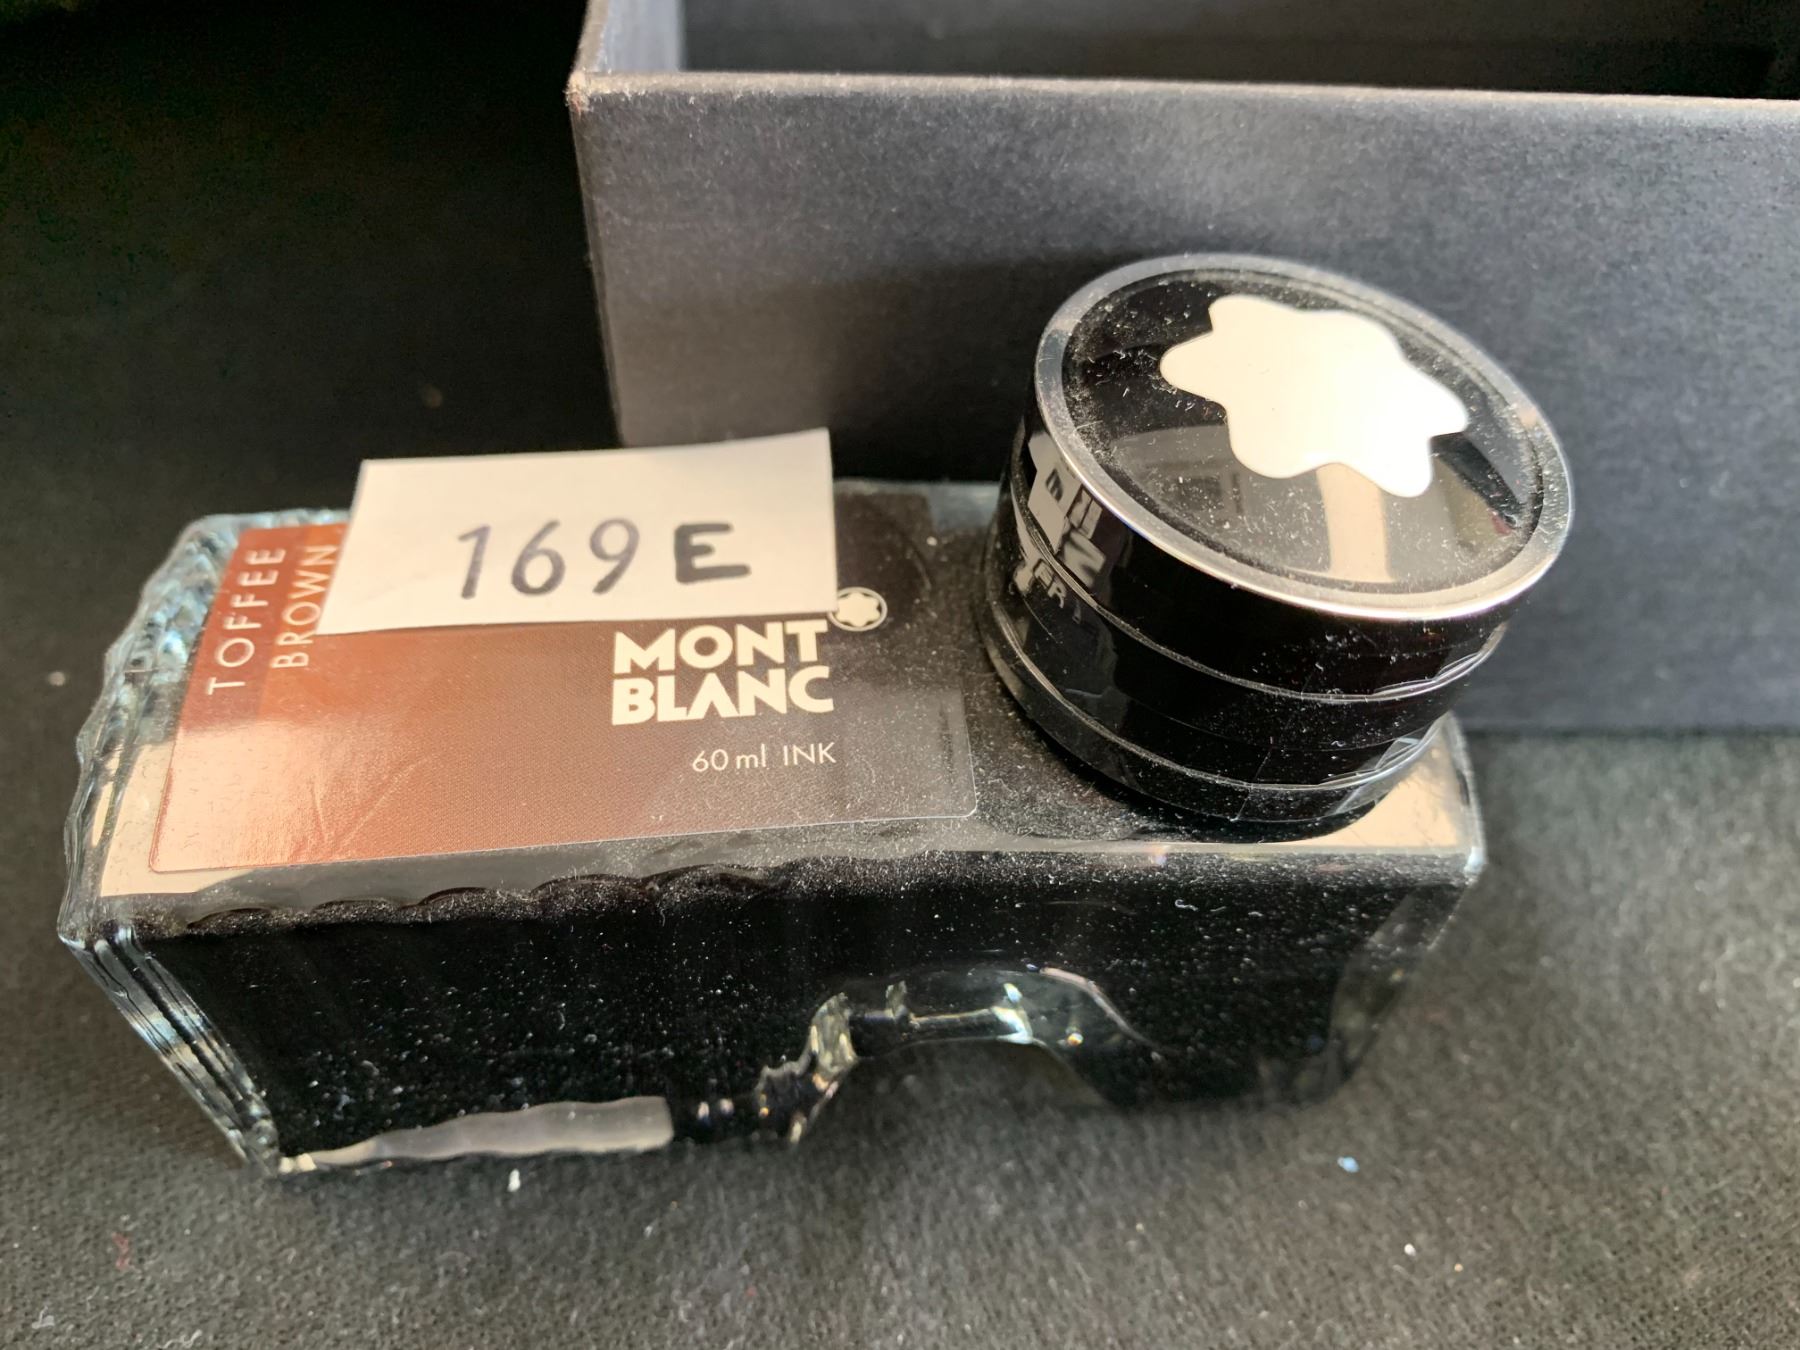 169E
TOFFEE
BROWN
MONT
BLANC
60 ml INK